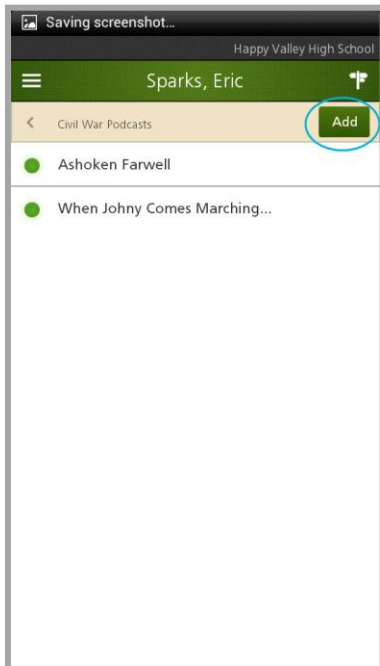 Saving screenshot...
Happy Valley High School
Sparks, Eric
Civil War Podcasts
Add
Ashoken Farwell
When Johny Comes Marching...